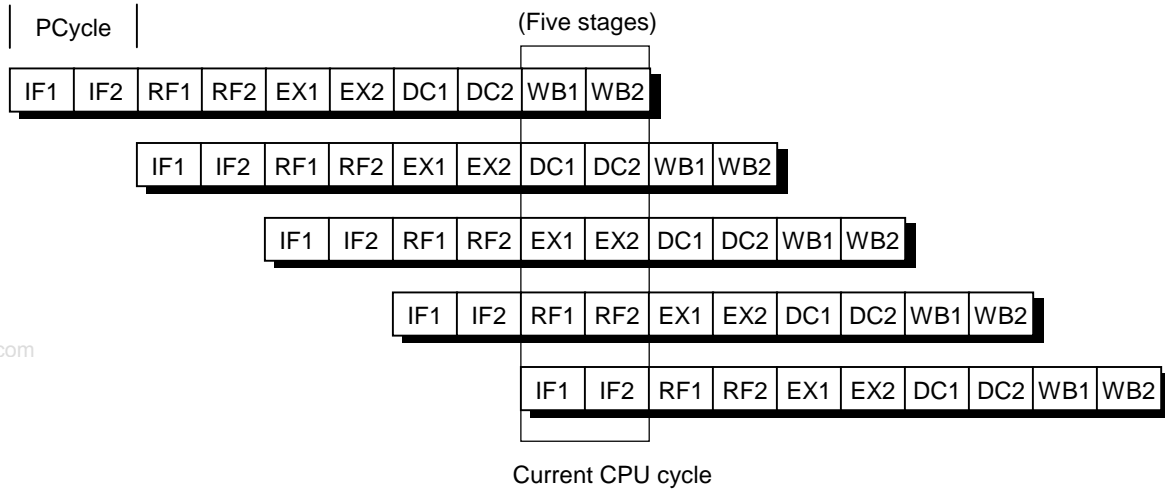 PCycle
(Five stages)
IF1 IF2 RF1 RF2 EX1 EX2 DC1 DC2 WB1 WB2
IF1 IF2 RF1 RF2 EX1 EX2 DC1 DC2 WB1 WB2
IF1 IF2 RF1 RF2 EX1 EX2 DC1 DC2 WB1 WB2
IF1 IF2 RF1 RF2 EX1 EX2 DC1 DC2 WB1 WB2
com
IF1 IF2 RF1 RF2 EX1 EX2 DC1 DC2 WB1 WB2
Current CPU cycle